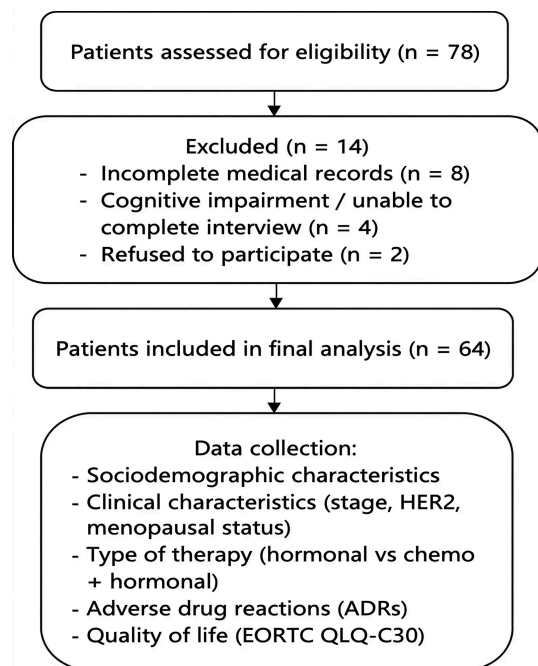 Patients assessed for eligibility (n = 78)
Excluded (n = 14)
- Incomplete medical records (n = 8)
- Cognitive impairment / unable to
complete interview (n = 4)
- Refused to participate (n = 2)
Patients included in final analysis (n = 64)
Data collection:
- Sociodemographic characteristics
- Clinical characteristics (stage, HER2,
menopausal status)
- Type of therapy (hormonal vs chemo
+ hormonal)
- Adverse drug reactions (ADRs)
- Quality of life (EORTC QLQ-C30)